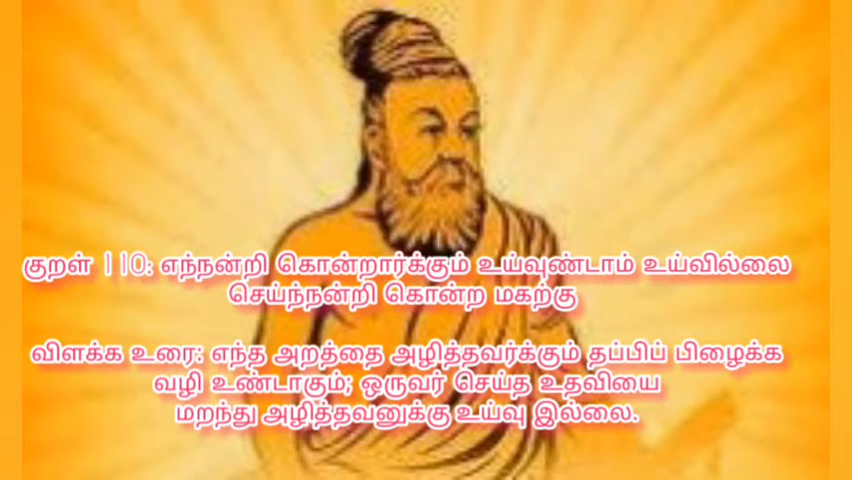 குறள் 110: எந்நன்றி கொன்றார்க்கும் உய்வுண்டாம் உய்வில்லை
செய்ந்நன்றி கொன்ற மகற்கு
விளக்க உரை: எந்த அறத்தை அழித்தவர்க்கும் தப்பிப் பிழைக்க
வழி உண்டாகும்; ஒருவர் செய்த உதவியை
மறந்து அழித்தவனுக்கு உய்வு இல்லை.